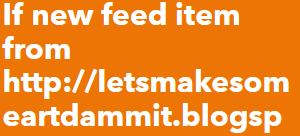 If new feed item
from
http://letsmakesom
eartdammit.blogsp